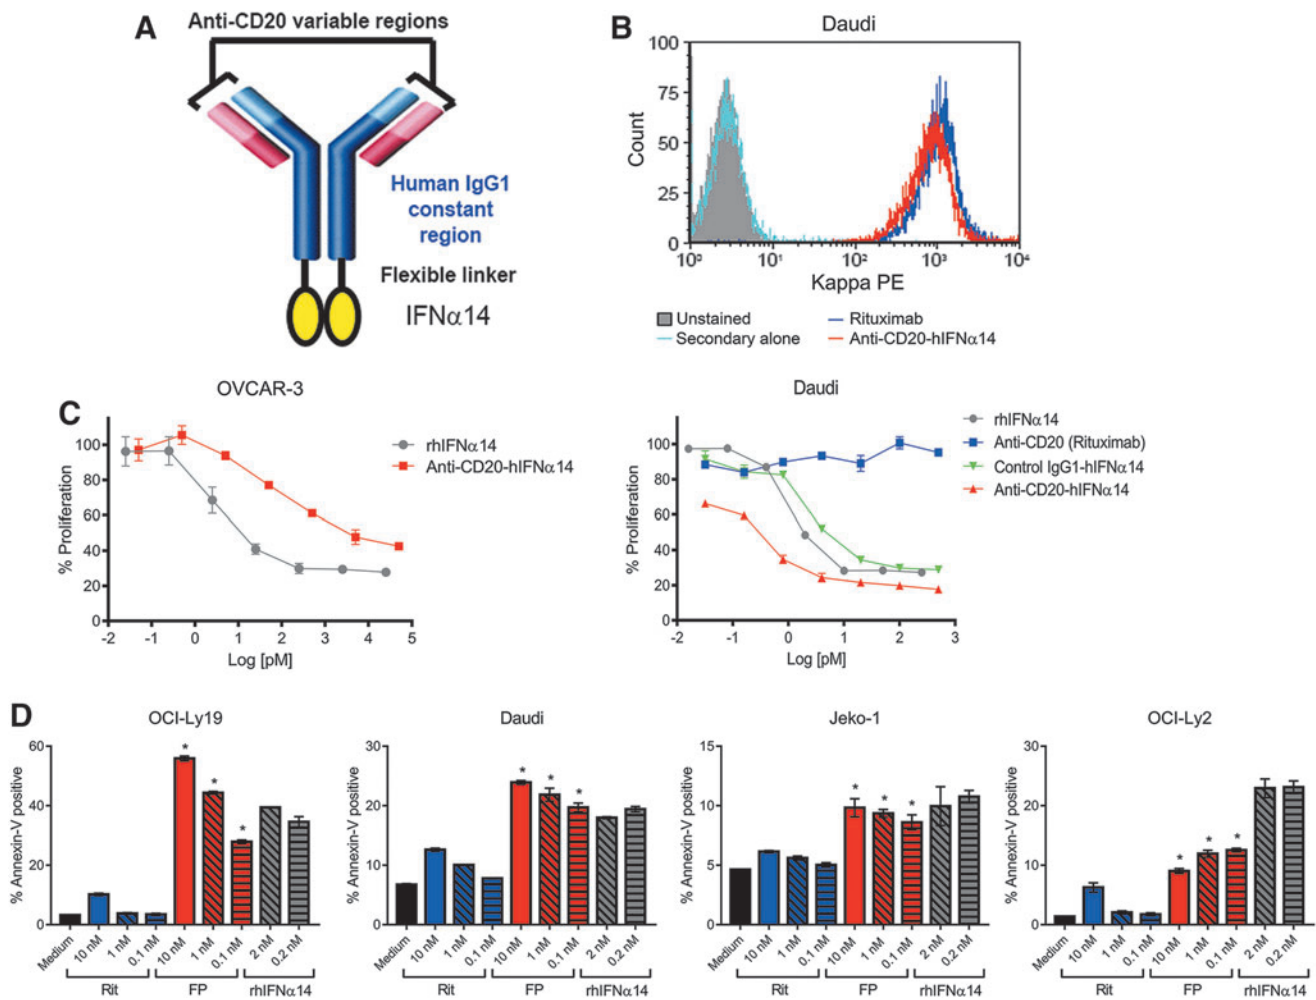 A
Anti-CD20 variable regions
Human IgG1
constant
region
Flexible linker
IFNα14
B
Daudi
Count
100
75
50
25
0
10⁰
10¹
10²
10³
10⁴
Kappa PE
Unstained
Rituximab
Secondary alone
Anti-CD20-hIFNα14
C
OVCAR-3
% Proliferation
100
80
60
40
20
0
-2
-1
0
1
2
3
4
5
Log [pM]
rhIFNα14
Anti-CD20-hIFNα14
Daudi
% Proliferation
100
80
60
40
20
0
-2
-1
0
1
2
3
Log [pM]
rhIFNα14
Anti-CD20 (Rituximab)
Control IgG1-hIFNα14
Anti-CD20-hIFNα14
D
OCI-Ly19
% Annexin-V positive
60
40
20
0
* * *
Medium
10 nM
1 nM
0.1 nM
10 nM
1 nM
0.1 nM
2 nM
0.2 nM
Rit
FP
rhIFNα14
Daudi
% Annexin-V positive
30
20
10
0
* * *
Medium
10 nM
1 nM
0.1 nM
10 nM
1 nM
0.1 nM
2 nM
0.2 nM
Rit
FP
rhIFNα14
Jeko-1
% Annexin-V positive
15
10
5
0
* * *
Medium
10 nM
1 nM
0.1 nM
10 nM
1 nM
0.1 nM
2 nM
0.2 nM
Rit
FP
rhIFNα14
OCI-Ly2
% Annexin-V positive
30
20
10
0
* * *
Medium
10 nM
1 nM
0.1 nM
10 nM
1 nM
0.1 nM
2 nM
0.2 nM
Rit
FP
rhIFNα14